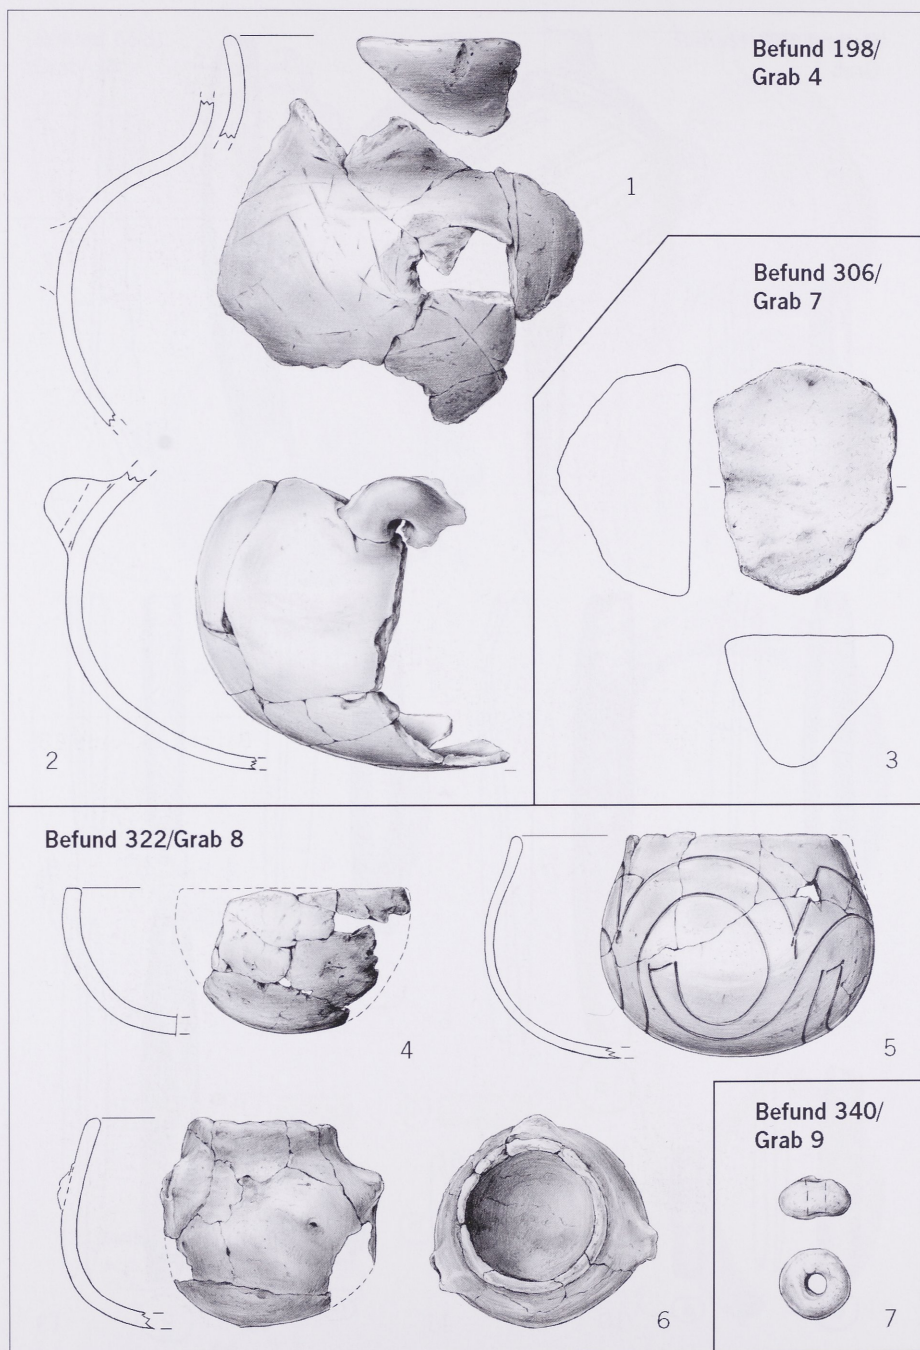 Befund 198/
Grab 4
1
Befund 306/
Grab 7
2
3
Befund 322/Grab 8
4
5
6
Befund 340/
Grab 9
7